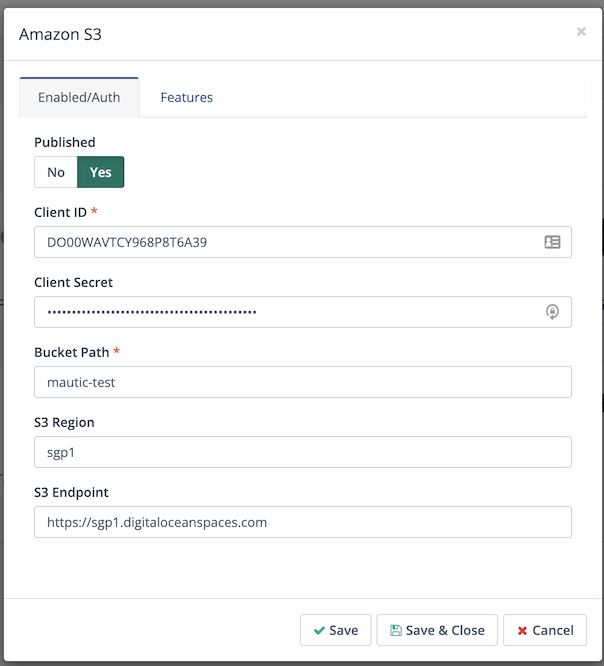 Amazon S3
×
Enabled/Auth Features
Published
No Yes
Client ID *
DO00WAVTCY968P8T6A39
Client Secret
••••••••••••••••••••••••••••••••••••••••••••
Bucket Path *
mautic-test
S3 Region
sgp1
S3 Endpoint
https://sgp1.digitaloceanspaces.com
Save Save & Close Cancel